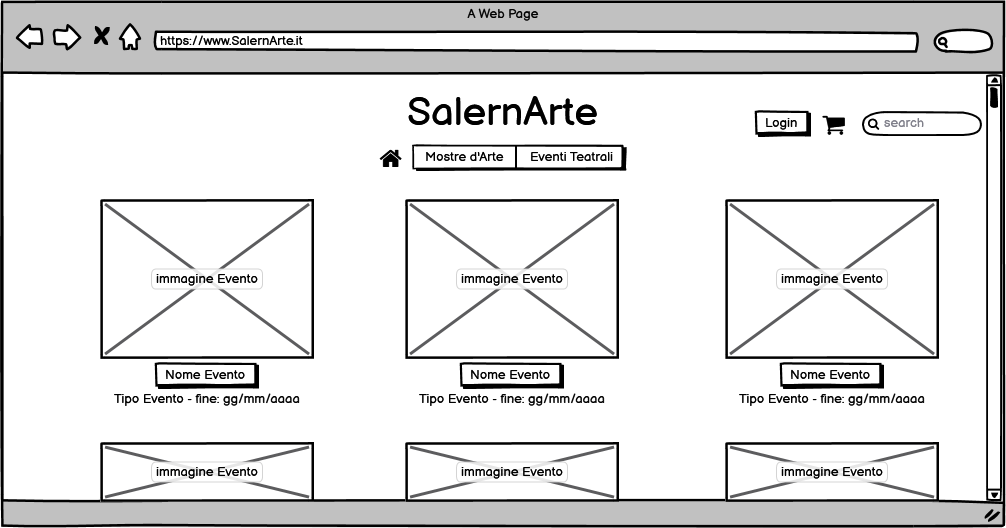 A Web Page
https://www.SalernArte.it
SalernArte
Login
search
Mostre d'Arte
Eventi Teatrali
immagine Evento
immagine Evento
immagine Evento
Nome Evento
Nome Evento
Nome Evento
Tipo Evento - fine: gg/mm/aaaa
Tipo Evento - fine: gg/mm/aaaa
Tipo Evento - fine: gg/mm/aaaa
immagine Evento
immagine Evento
immagine Evento